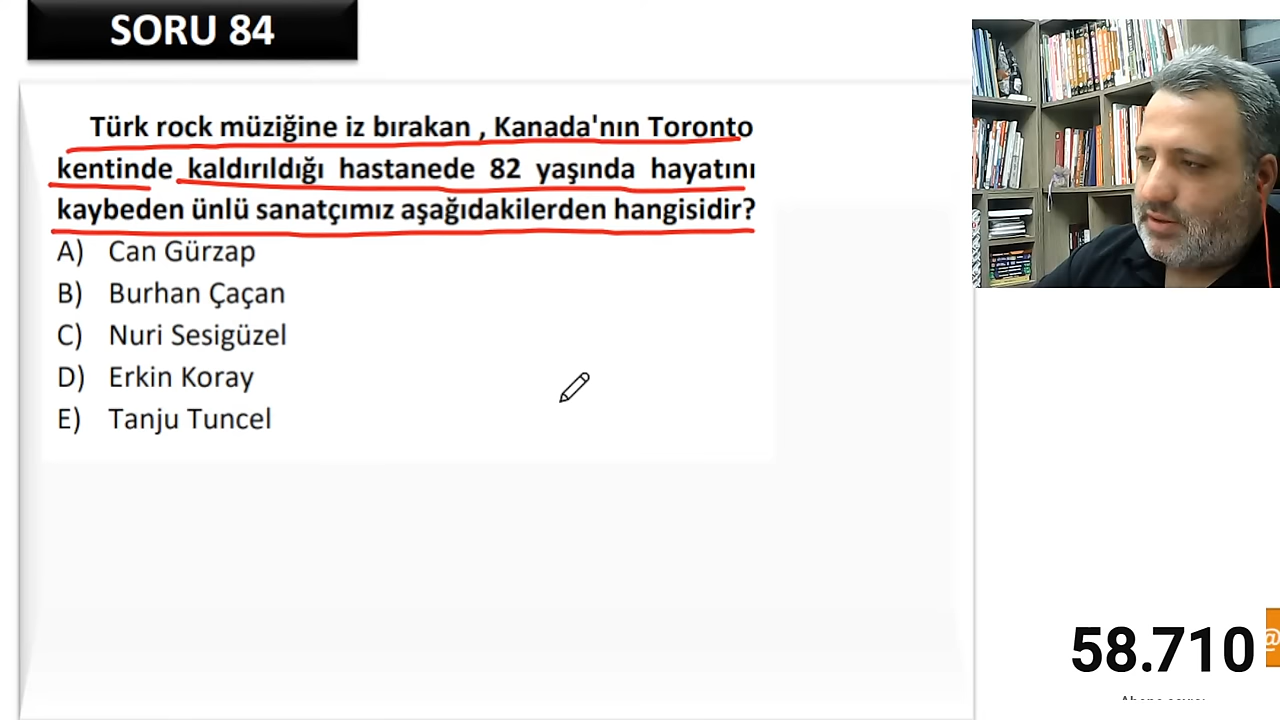 SORU 84
Türk rock müziğine iz bırakan , Kanada'nın Toronto
kentinde kaldırıldığı hastanede 82 yaşında hayatını
kaybeden ünlü sanatçımız aşağıdakilerden hangisidir?
A) Can Gürzap
B) Burhan Çaçan
C) Nuri Sesigüzel
D) Erkin Koray
E) Tanju Tuncel
58.710
@